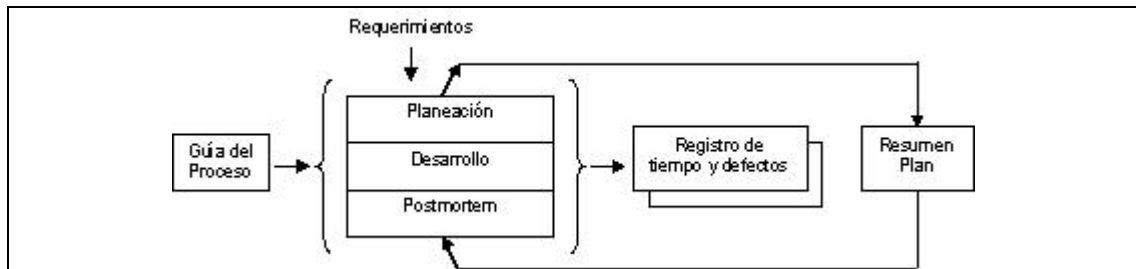 Requerimientos
Planeación
Guía del
Proceso
Desarrollo
Postmortem
Registro de
tiempo y defectos
Resumen
Plan